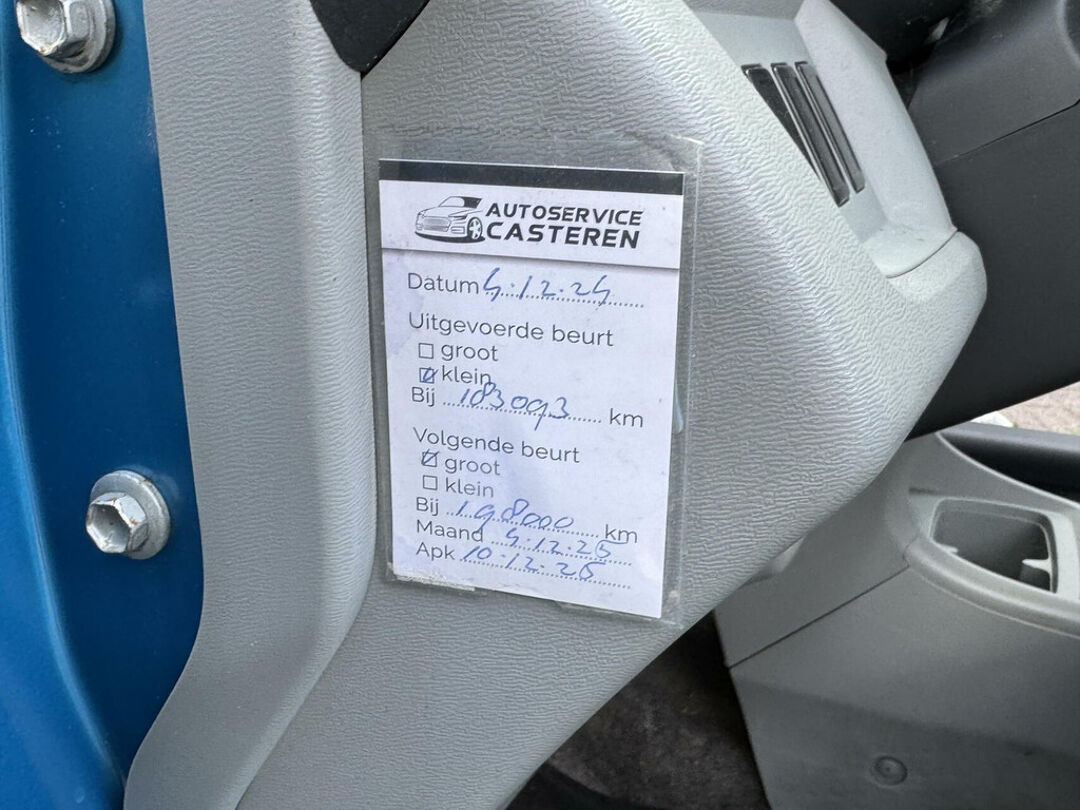 AUTOSERVICE
CASTEREN
Datum 4.12.24
Uitgevoerde beurt
groot
klein
Bij 183093 km
Volgende beurt
groot
klein
Bij 198000 km
Maand 4.12.25
Apk 10.12.25